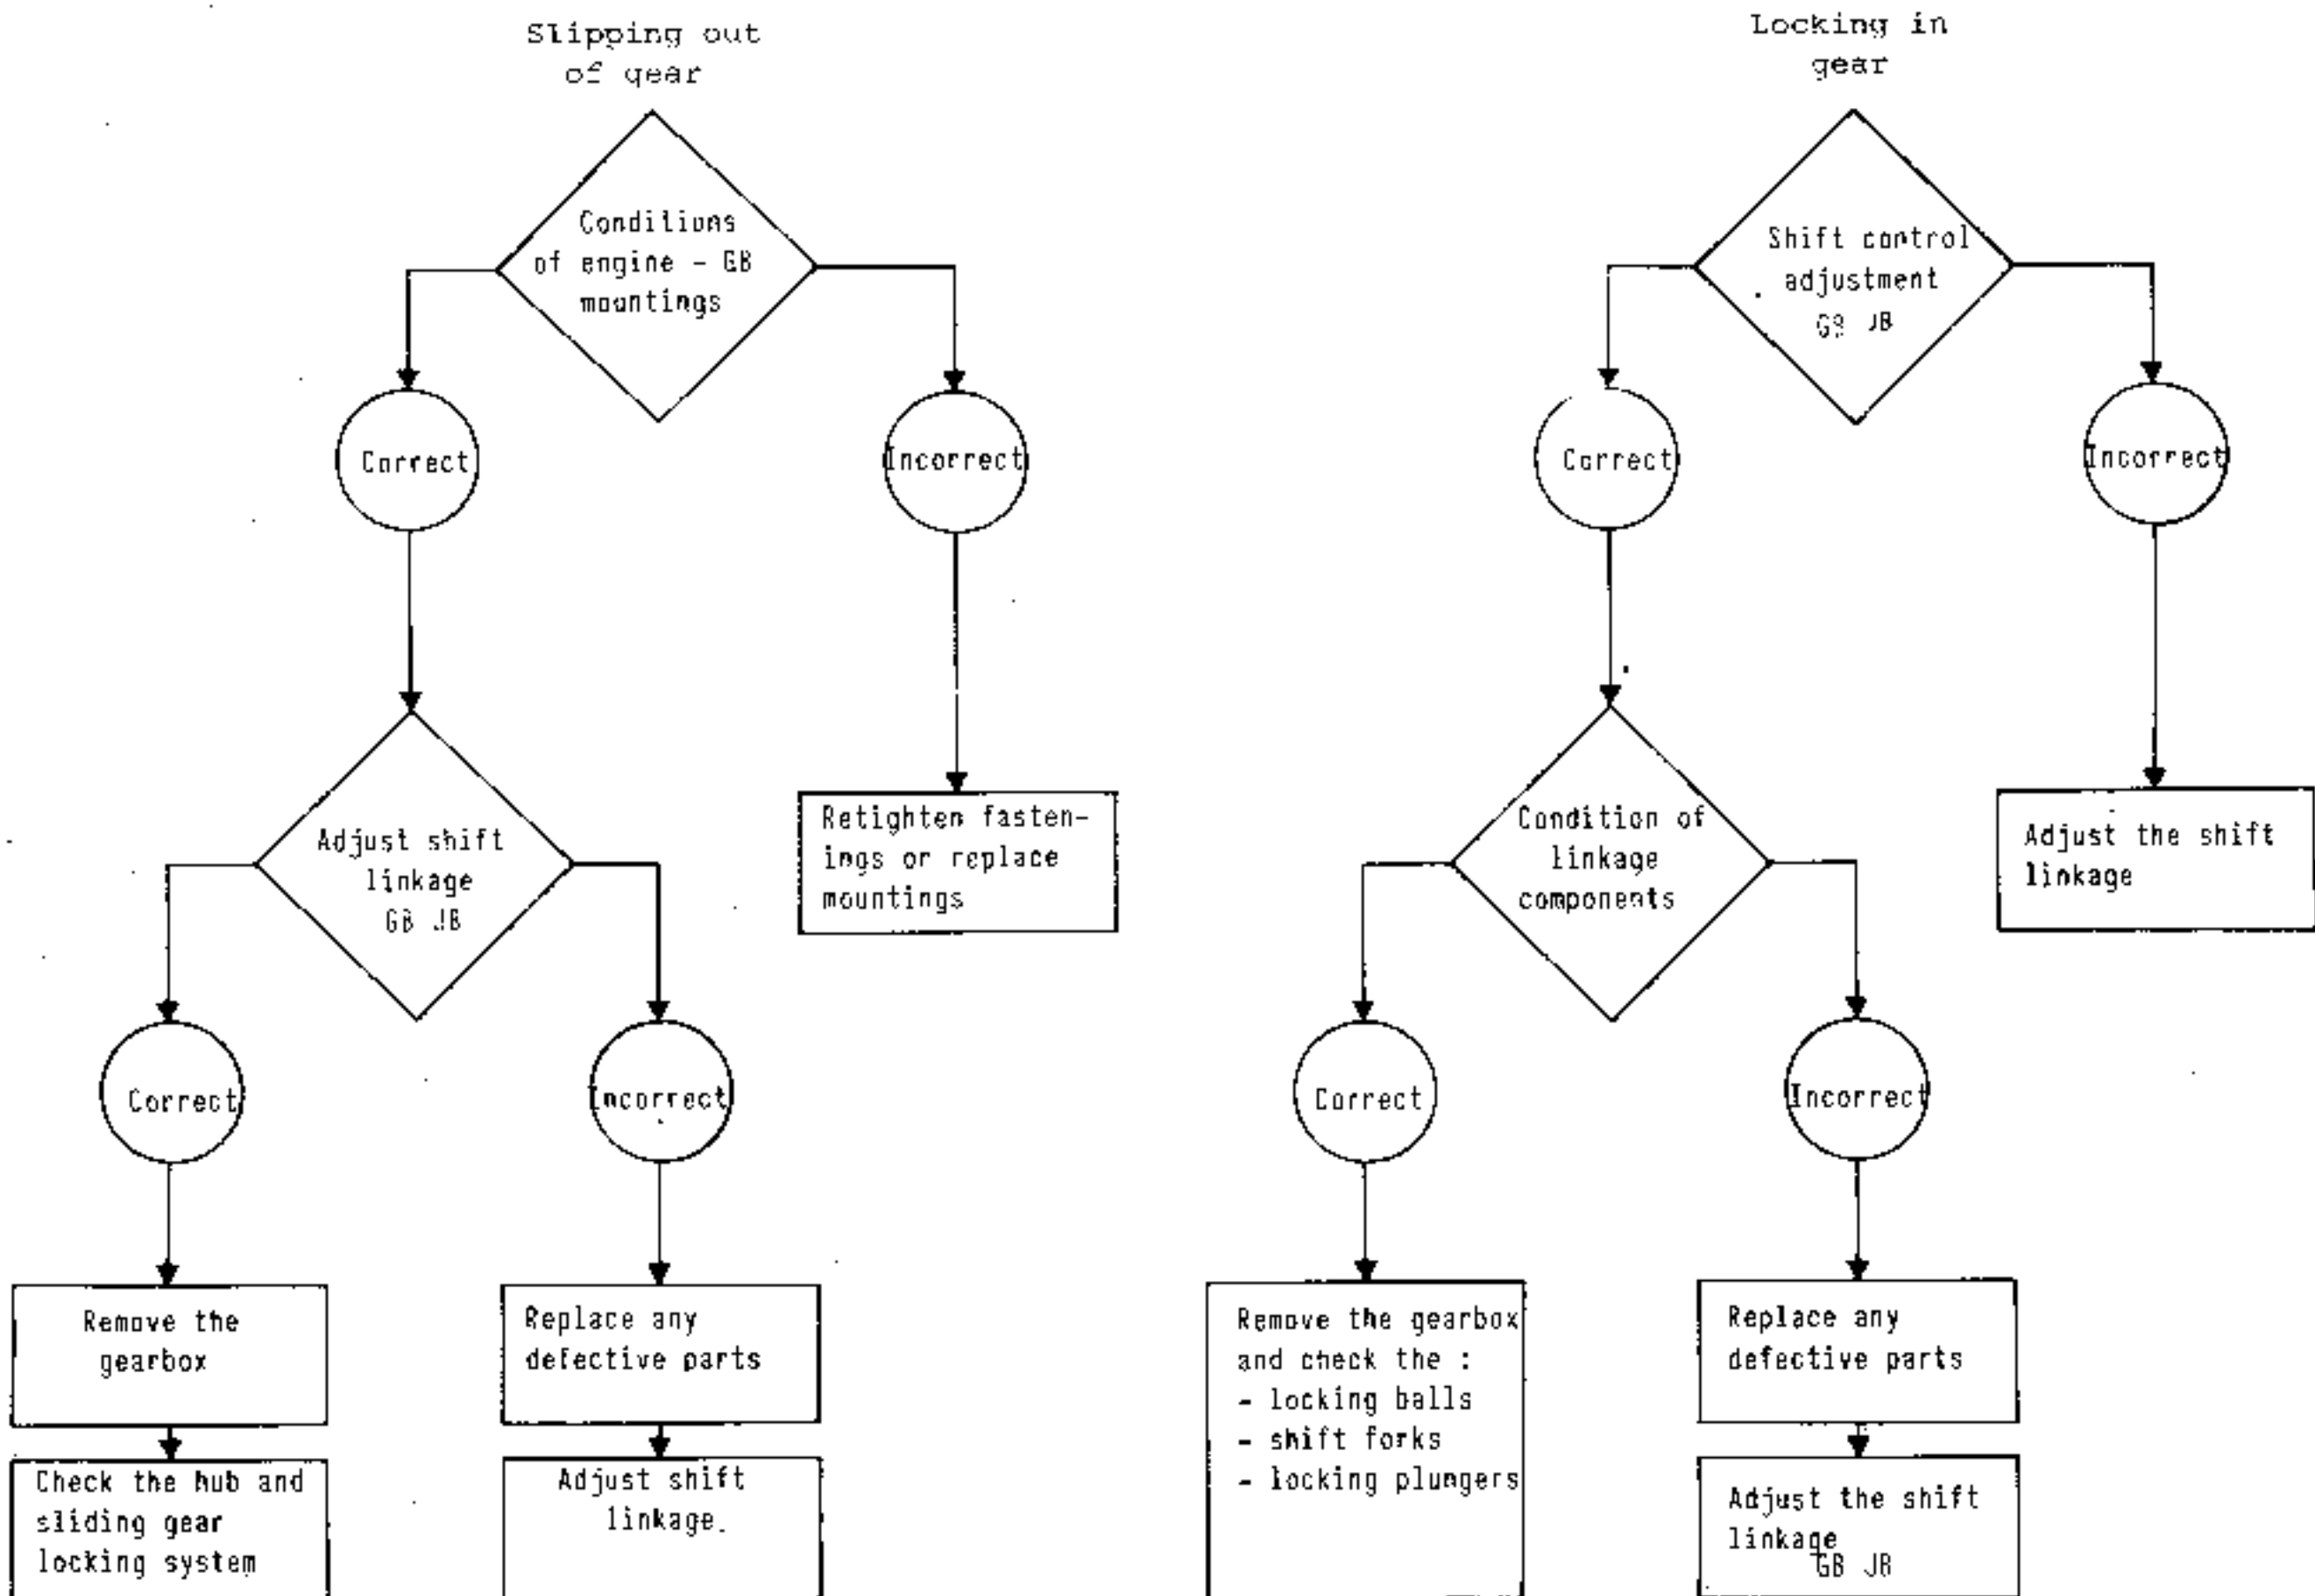 Slipping out
of gear
Conditions
of engine - GB
mountings
Correct
Incorrect
Adjust shift
linkage
GB JB
Retighten fasten-
ings or replace
mountings
Correct
Incorrect
Remove the
gearbox
Replace any
defective parts
Check the hub and
sliding gear
locking system
Adjust shift
linkage.
Locking in
gear
Shift control
adjustment
GB JB
Correct
Incorrect
Condition of
linkage
components
Adjust the shift
linkage
Correct
Incorrect
Remove the gearbox
and check the :
- locking balls
- shift forks
- locking plungers
Replace any
defective parts
Adjust the shift
linkage
GB JB